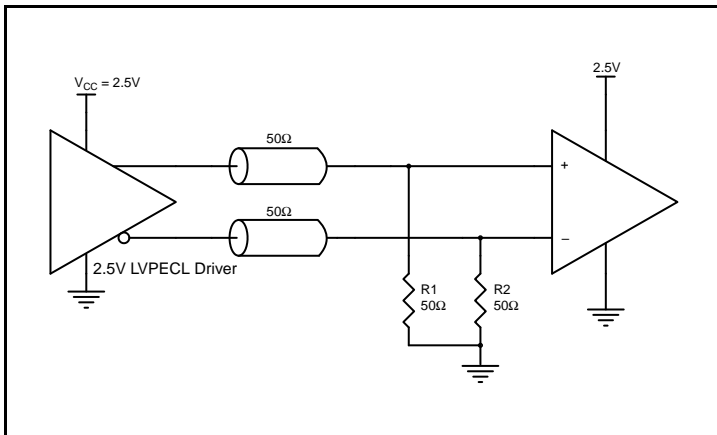 V_CC = 2.5V
2.5V
50Ω
+
50Ω
−
2.5V LVPECL Driver
R1
50Ω
R2
50Ω